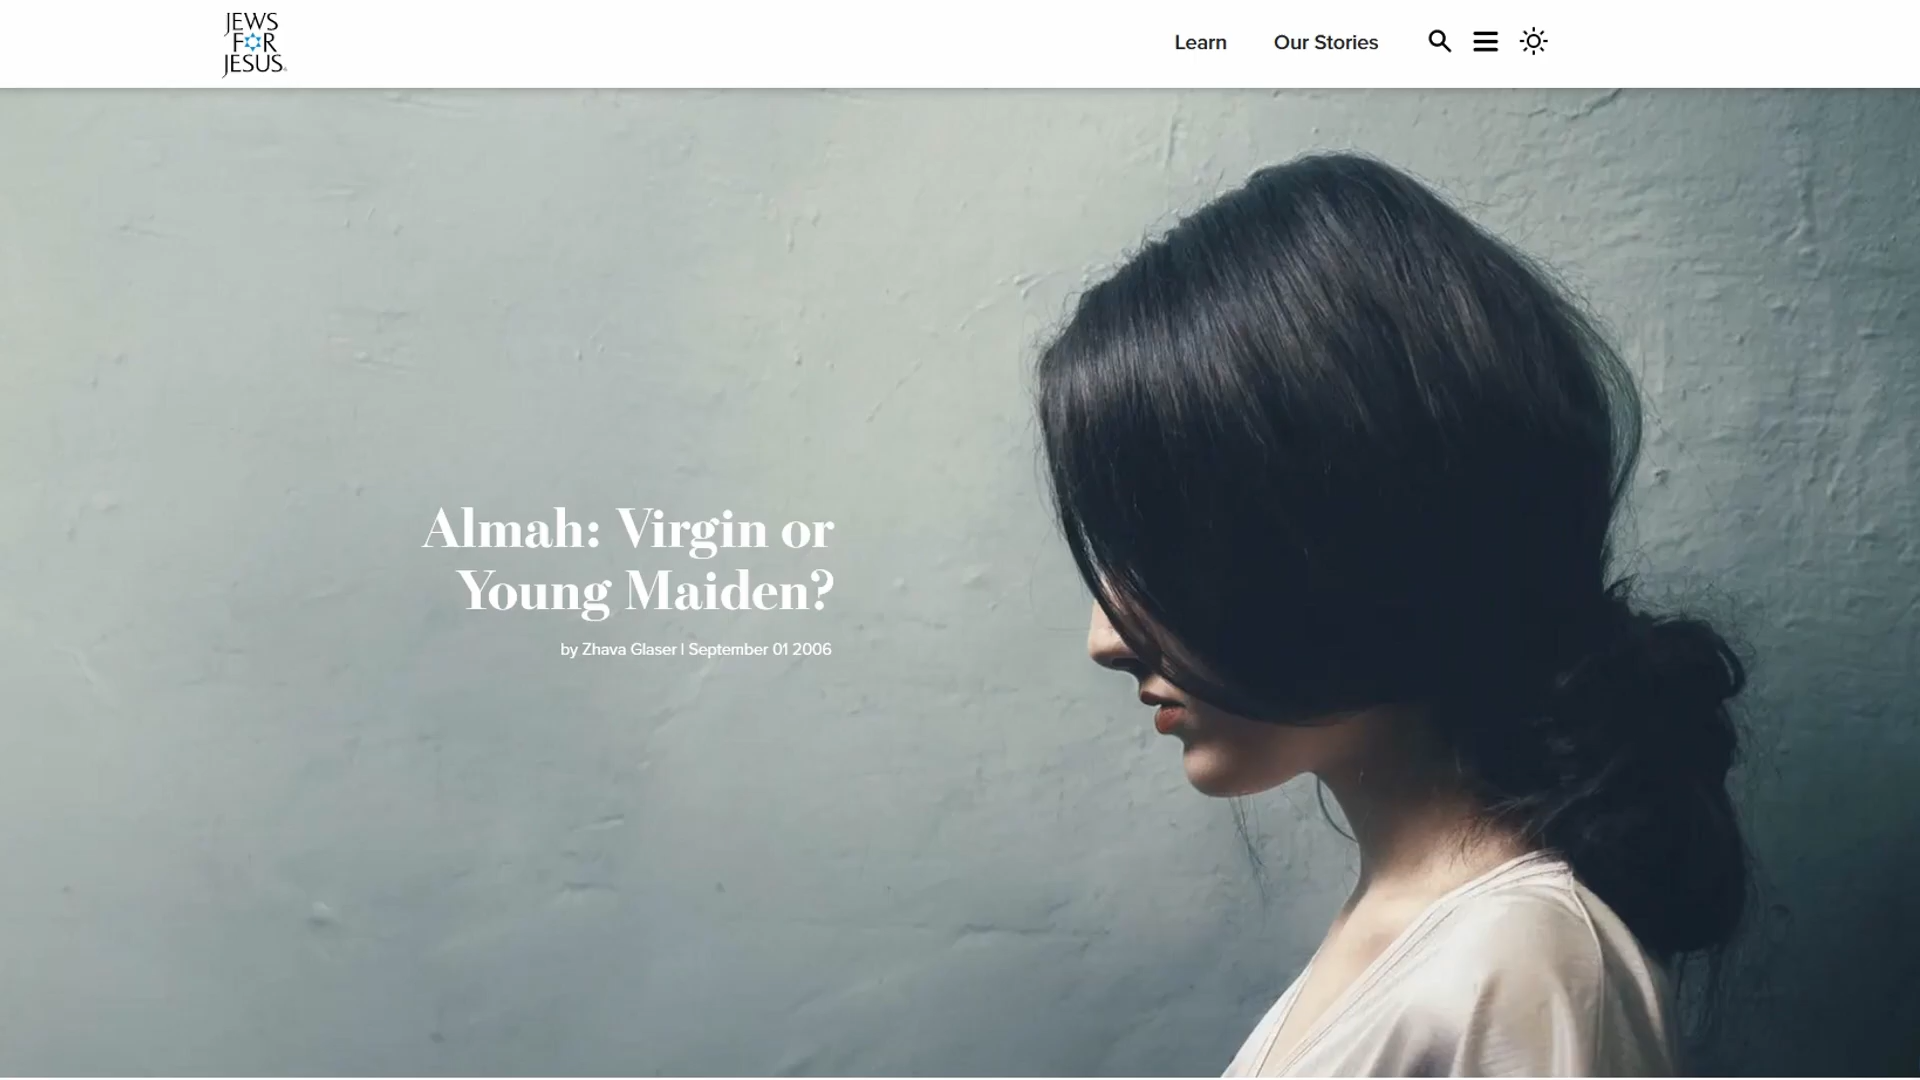 JEWS
FOR
JESUS
Learn
Our Stories
Almah: Virgin or
Young Maiden?
by Zhava Glaser | September 01 2006